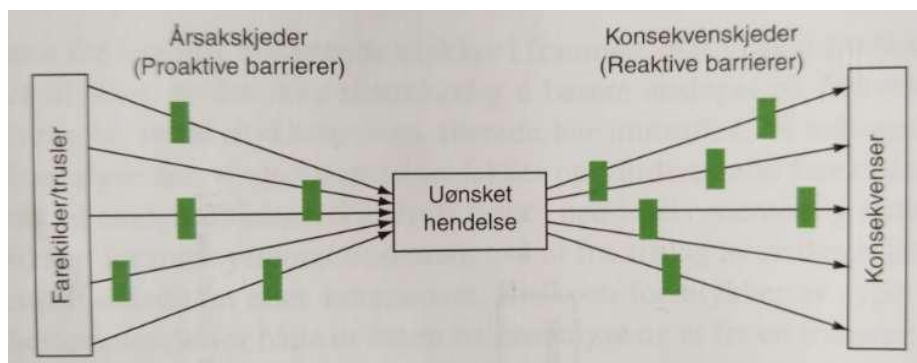 Årsakskjeder
(Proaktive barrierer)
Konsekvenskjeder
(Reaktive barrierer)
Farekilder/trusler
Uønsket
hendelse
Konsekvenser